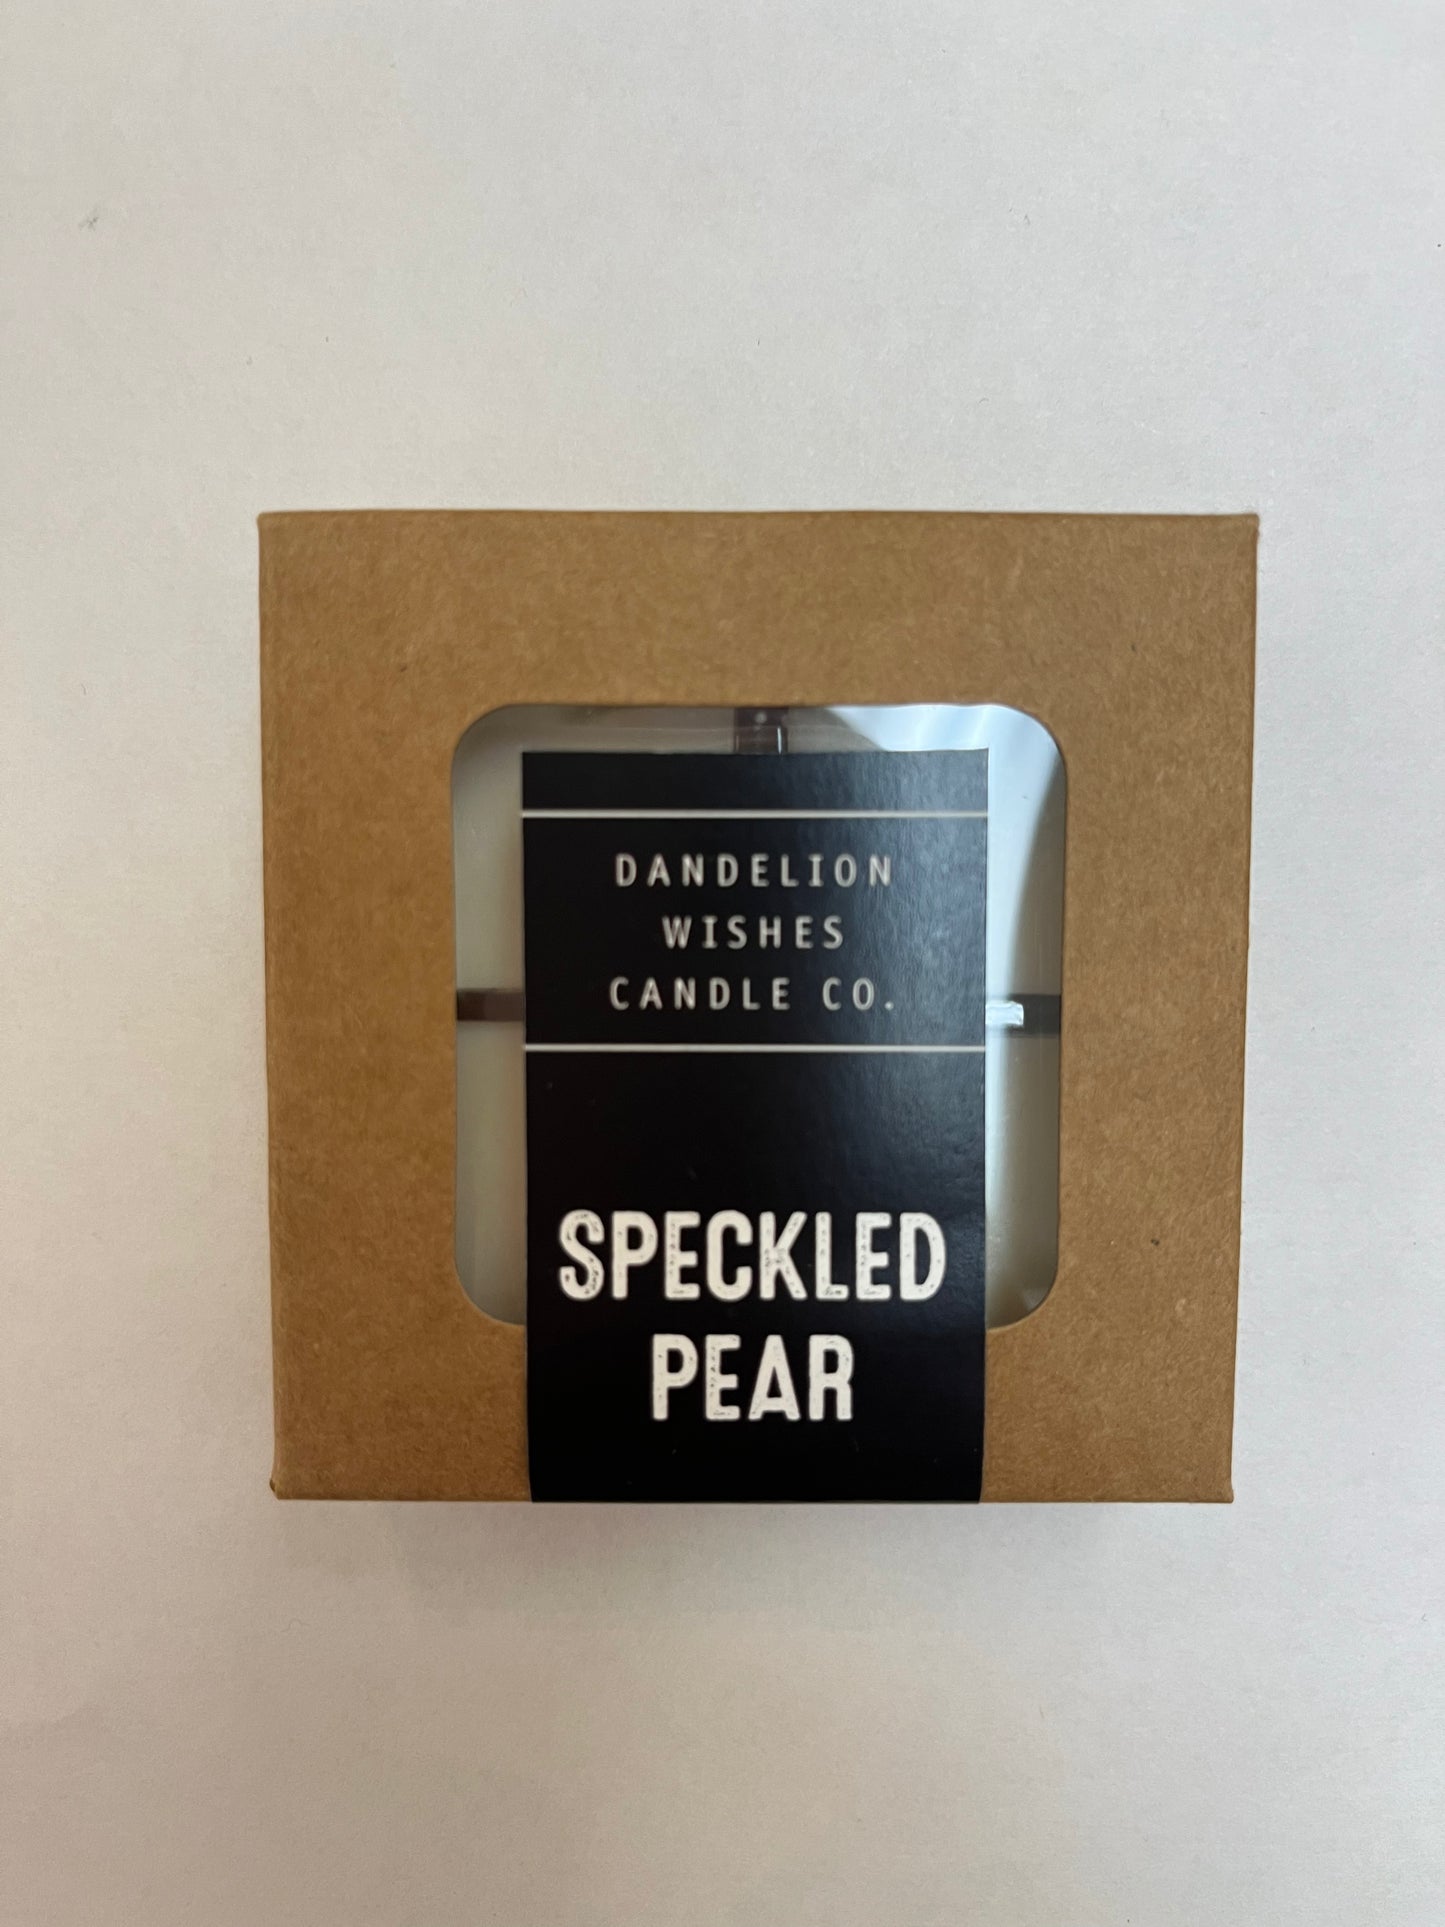 DANDELION
WISHES
CANDLE CO.
SPECKLED
PEAR